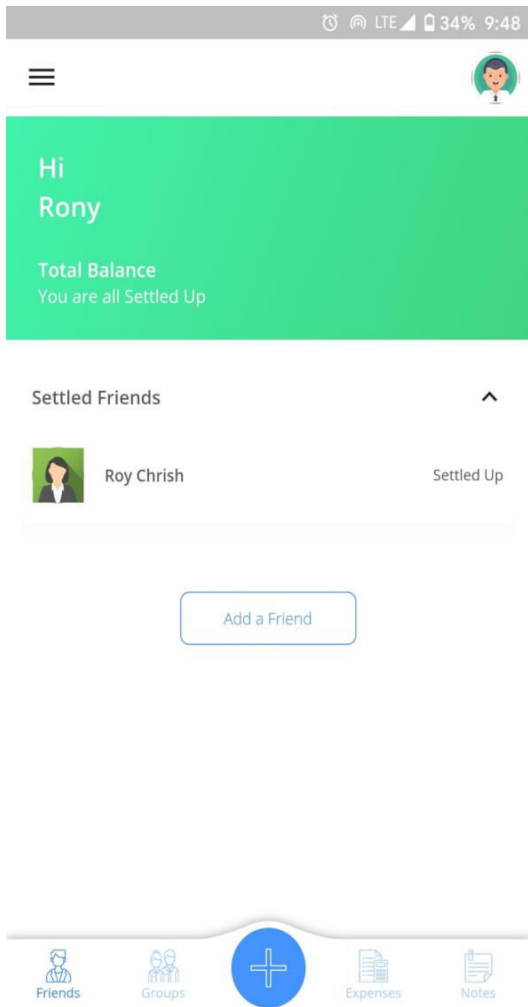 LTE 34% 9:48
Hi
Rony
Total Balance
You are all Settled Up
Settled Friends
Roy Chrish Settled Up
Add a Friend
Friends Groups Expenses Notes